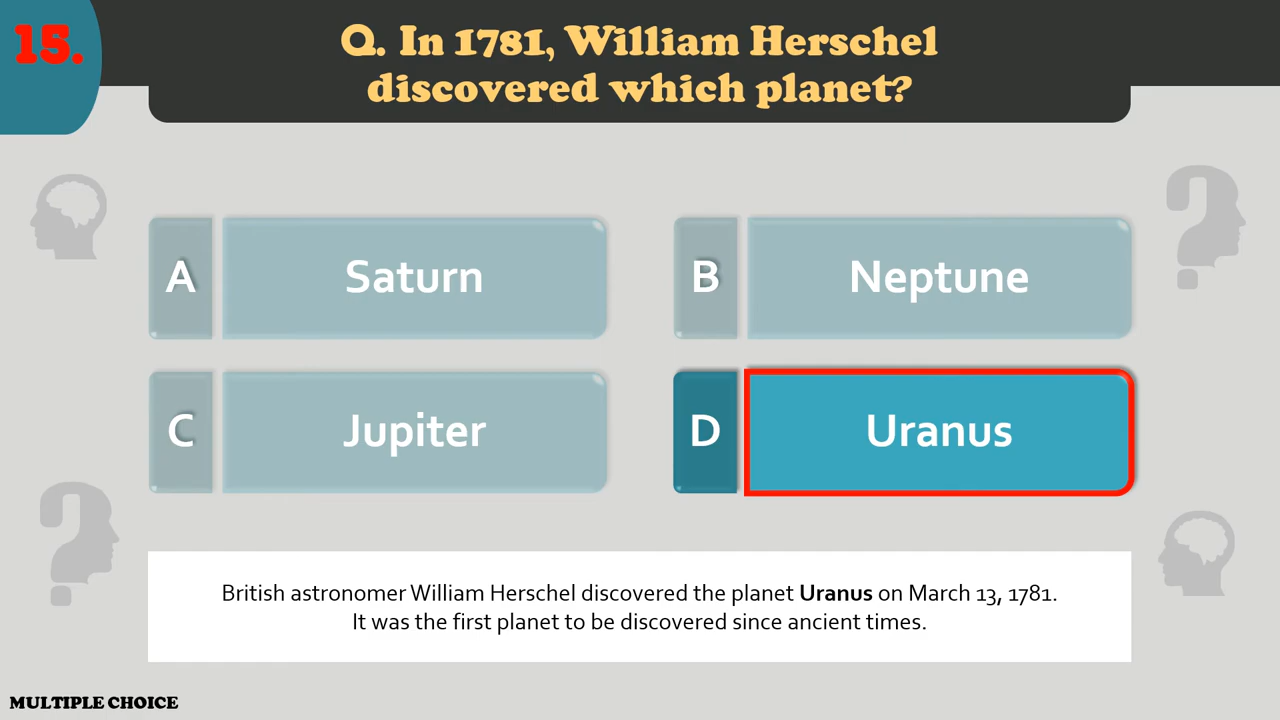 15.
Q. In 1781, William Herschel
discovered which planet?
A
Saturn
B
Neptune
C
Jupiter
D
Uranus
British astronomer William Herschel discovered the planet Uranus on March 13, 1781.
It was the first planet to be discovered since ancient times.
MULTIPLE CHOICE